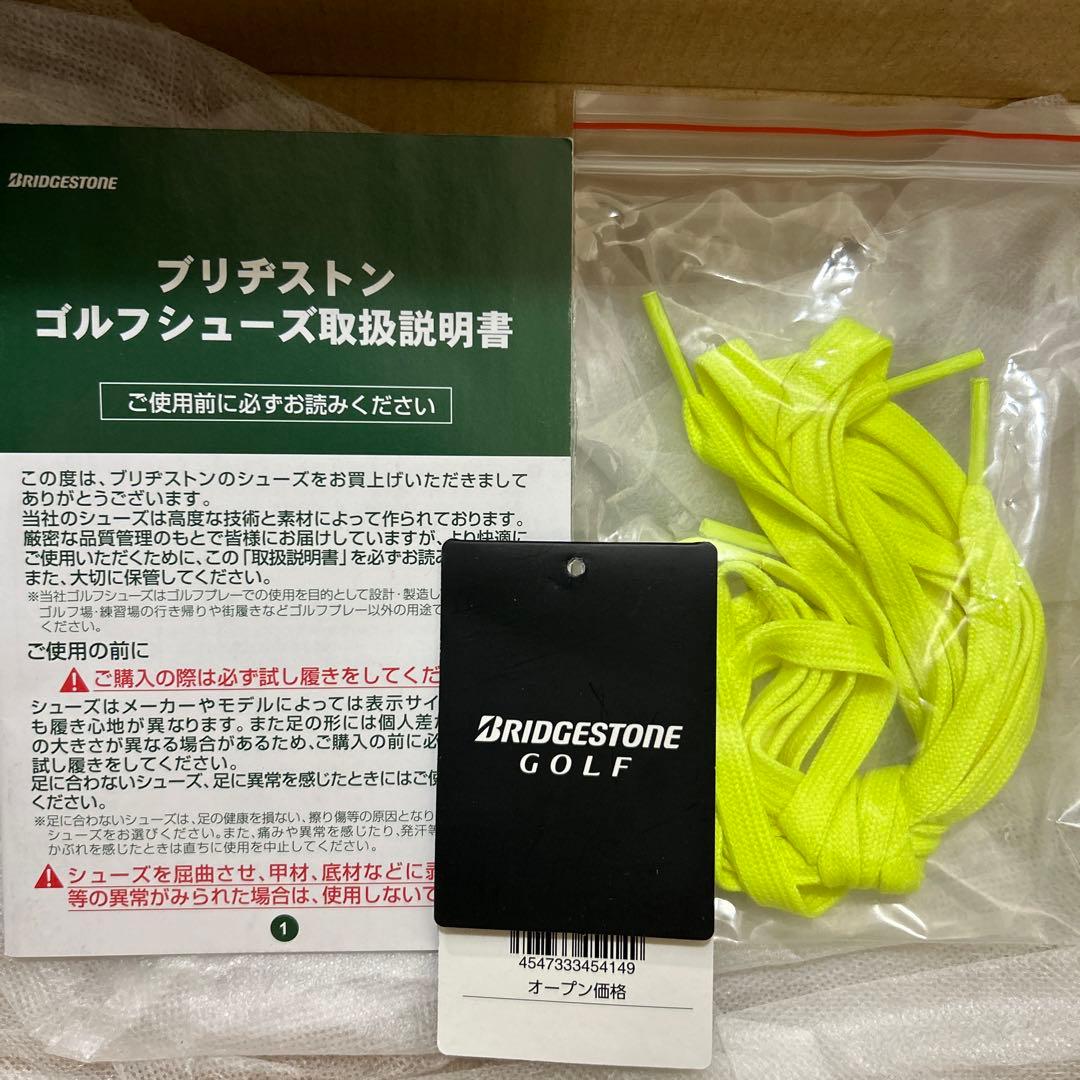 BRIDGESTONE
ブリヂストン
ゴルフシューズ取扱説明書
ご使用前に必ずお読みください
この度は、ブリヂストンのシューズをお買上げいただきまして
ありがとうございます。
当社のシューズは高度な技術と素材によって作られております。
厳密な品質管理のもとで皆様にお届けしていますが、より快適に
ご使用いただくために、この「取扱説明書」を必ずお読み
また、大切に保管してください。
※当社ゴルフシューズはゴルフプレーでの使用を目的として設計・製造し
ゴルフ場・練習場の行き帰りや街履きなどゴルフプレー以外の用途で
ください。
ご使用の前に
ご購入の際は必ず試し履きをしてくだ
シューズはメーカーやモデルによっては表示サイ
も履き心地が異なります。また足の形には個人差が
の大きさが異なる場合があるため、ご購入の前に必
試し履きをしてください。
足に合わないシューズ、足に異常を感じたときにはご使
ください。
※足に合わないシューズは、足の健康を損ない、擦り傷等の原因となり
シューズをお選びください。また、痛みや異常を感じたり、発汗等
かぶれを感じたときは直ちに使用を中止してください。
シューズを屈曲させ、甲材、底材などに
等の異常がみられた場合は、使用しないで
1
BRIDGESTONE
GOLF
4547333454149
オープン価格